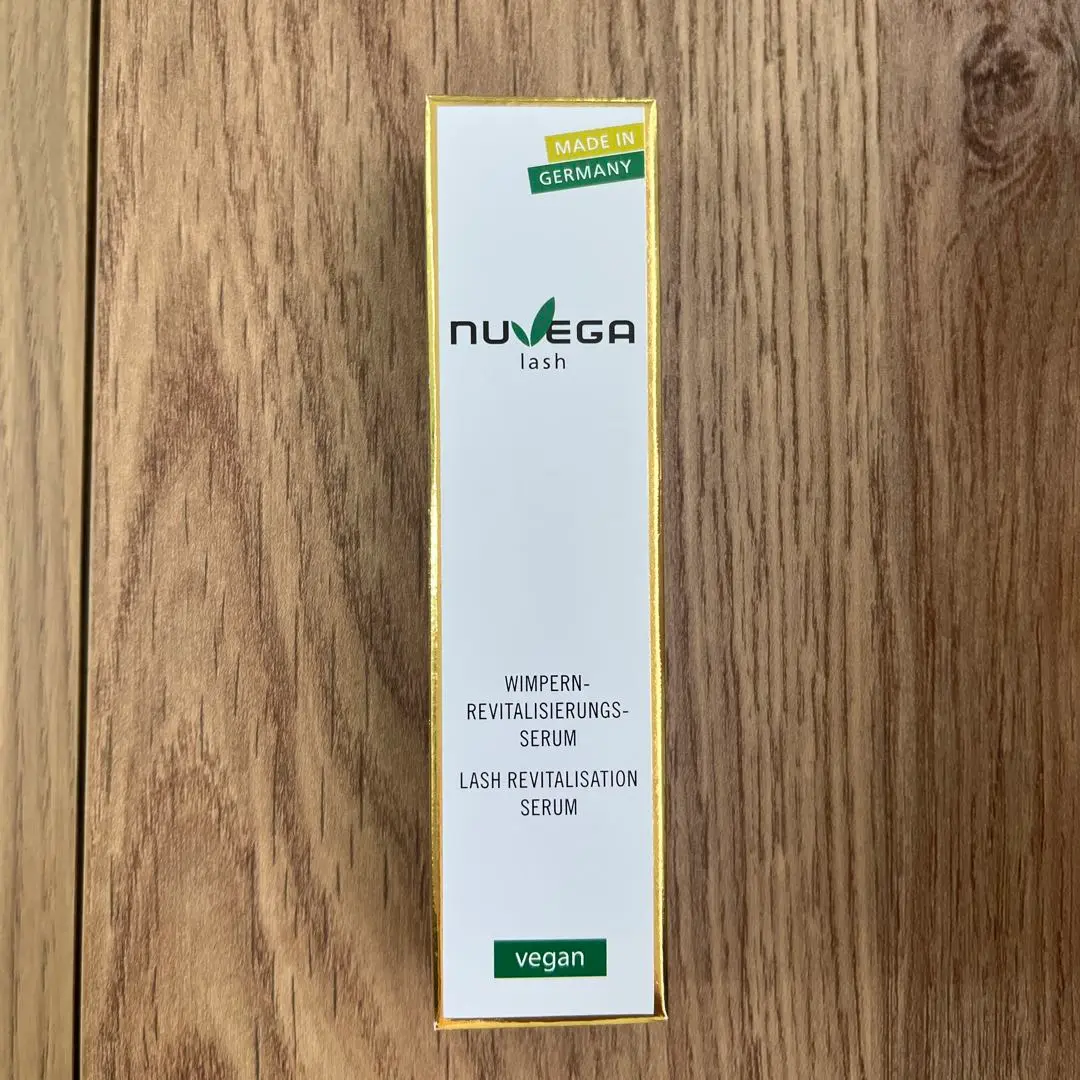 MADE IN
GERMANY
NUVEGA
lash
WIMPERN-
REVITALISIERUNGS-
SERUM
LASH REVITALISATION
SERUM
vegan